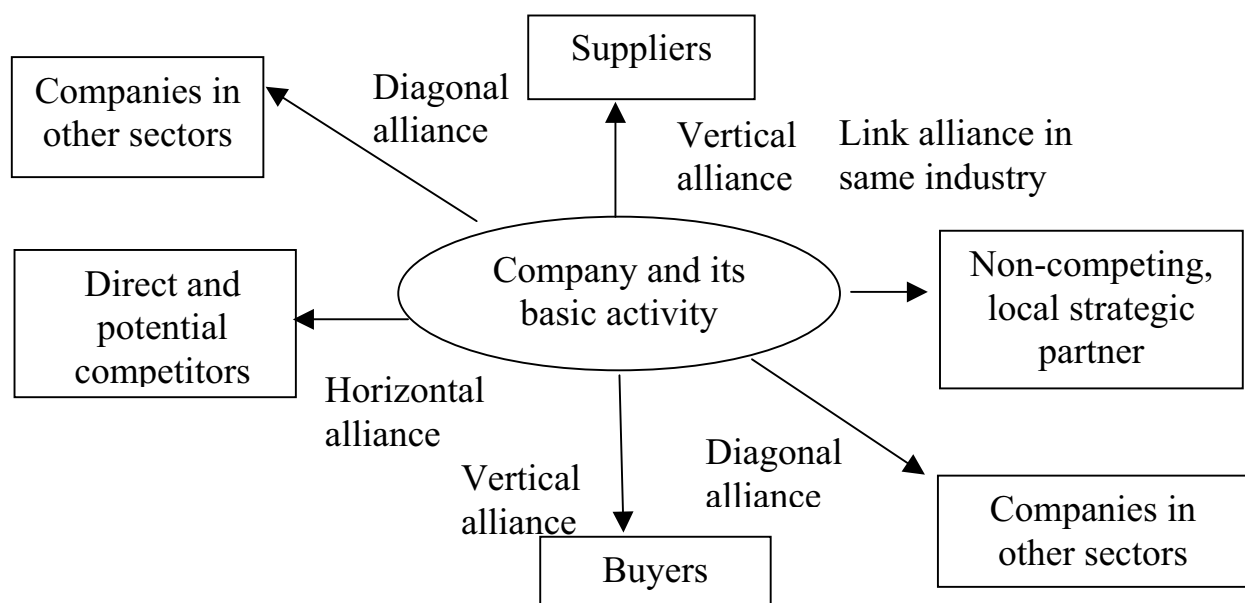 Suppliers
Companies in
other sectors
Diagonal
alliance
Vertical
alliance
Link alliance in
same industry
Direct and
potential
competitors
Company and its
basic activity
Non-competing,
local strategic
partner
Horizontal
alliance
Vertical
alliance
Diagonal
alliance
Companies in
other sectors
Buyers